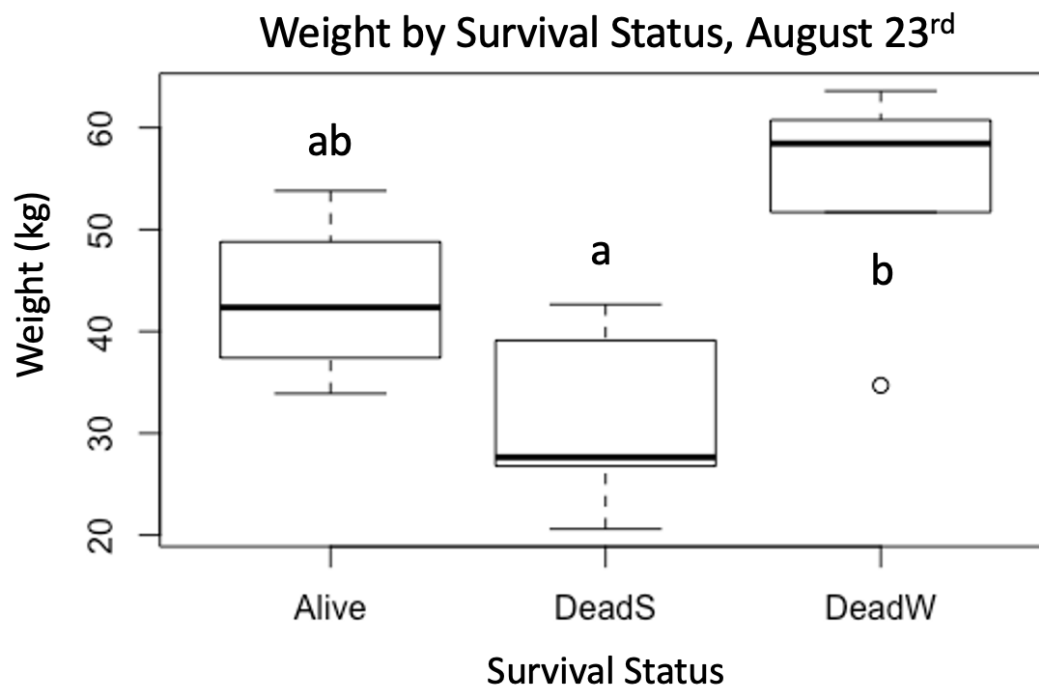 Weight by Survival Status, August 23rd
60
50
40
30
20
Weight (kg)
ab
a
b
Alive DeadS DeadW
Survival Status